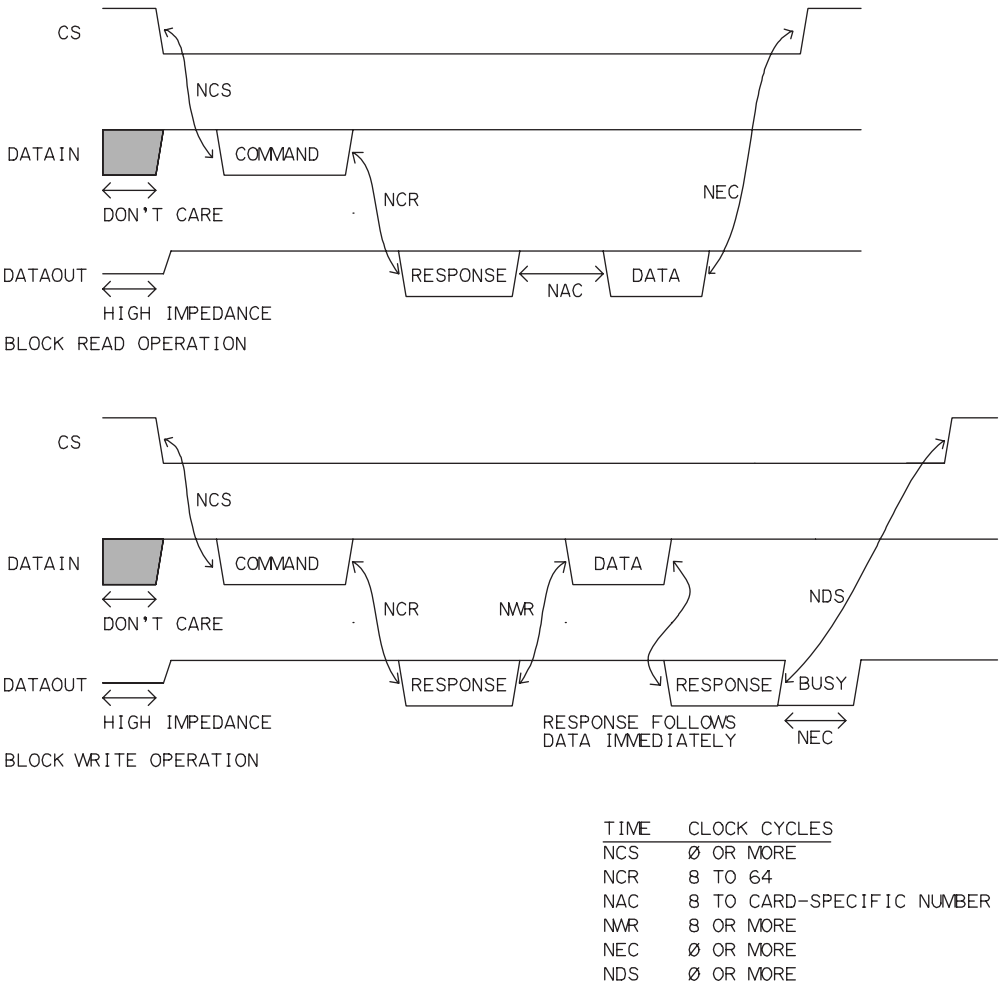 CS
NCS
DATAIN
COMMAND
DON'T CARE
NCR
NEC
DATAOUT
RESPONSE
NAC
DATA
HIGH IMPEDANCE
BLOCK READ OPERATION
CS
NCS
DATAIN
COMMAND
DATA
DON'T CARE
NCR
NWR
NDS
DATAOUT
RESPONSE
RESPONSE
BUSY
HIGH IMPEDANCE
RESPONSE FOLLOWS
DATA IMMEDIATELY
NEC
BLOCK WRITE OPERATION
TIME CLOCK CYCLES
NCS Ø OR MORE
NCR 8 TO 64
NAC 8 TO CARD-SPECIFIC NUMBER
NWR 8 OR MORE
NEC Ø OR MORE
NDS Ø OR MORE